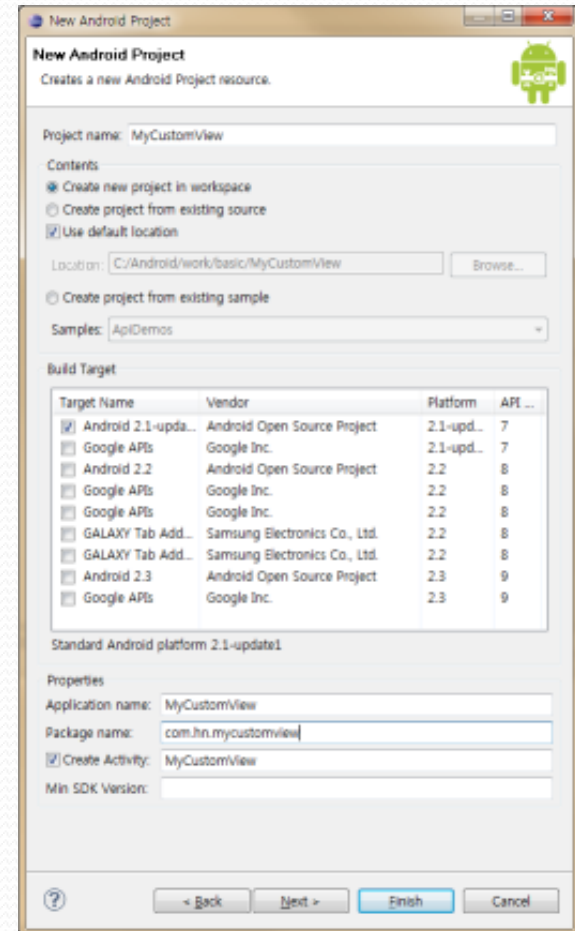 New Android Project
New Android Project
Creates a new Android Project resource.
Project name: MyCustomView
Contents
Create new project in workspace
Create project from existing source
Use default location
Location: C:/Android/work/basic/MyCustomView Browse...
Create project from existing sample
Samples: ApiDemos
Build Target
Target Name Vendor Platform API ...
Android 2.1-upda... Android Open Source Project 2.1-upd... 7
Google APIs Google Inc. 2.1-upd... 7
Android 2.2 Android Open Source Project 2.2 8
Google APIs Google Inc. 2.2 8
Google APIs Google Inc. 2.2 8
GALAXY Tab Add... Samsung Electronics Co., Ltd. 2.2 8
GALAXY Tab Add... Samsung Electronics Co., Ltd. 2.2 8
Android 2.3 Android Open Source Project 2.3 9
Google APIs Google Inc. 2.3 9
Standard Android platform 2.1-update1
Properties
Application name: MyCustomView
Package name: com.hn.mycustomview
Create Activity: MyCustomView
Min SDK Version:
? < Back Next > Finish Cancel